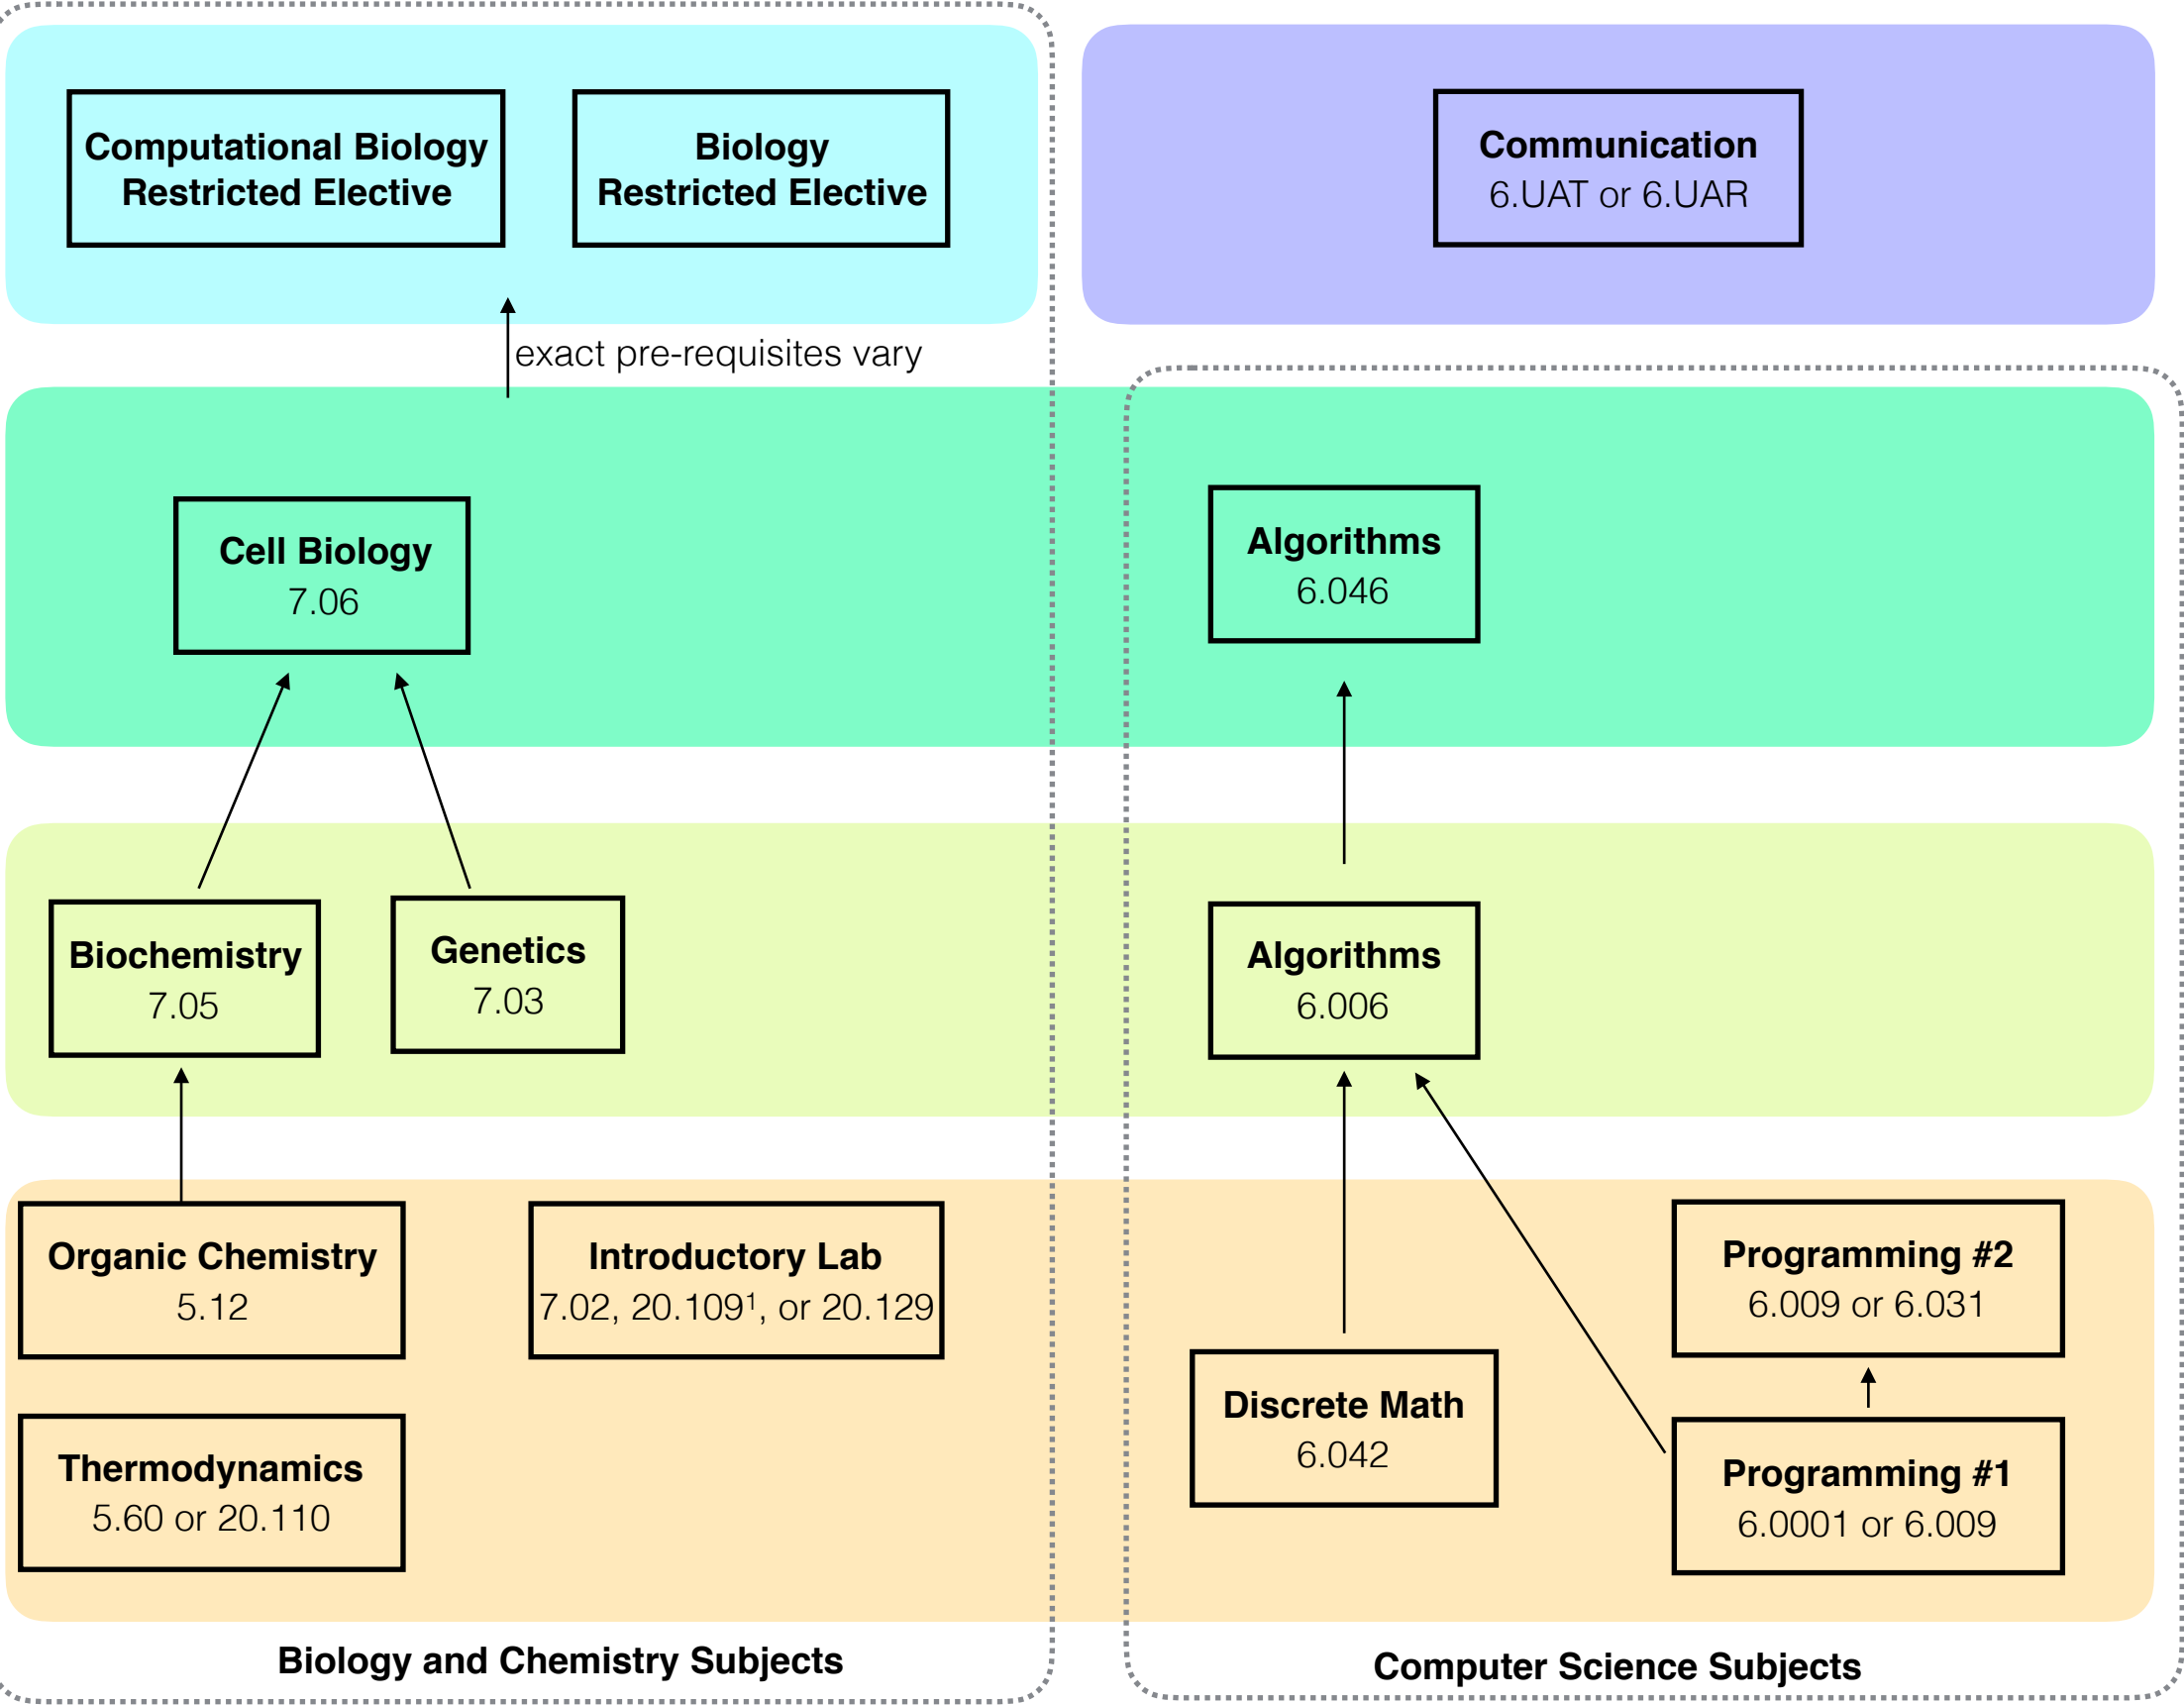 Computational Biology
Restricted Elective
Biology
Restricted Elective
Communication
6.UAT or 6.UAR
exact pre-requisites vary
Cell Biology
7.06
Algorithms
6.046
Biochemistry
7.05
Genetics
7.03
Algorithms
6.006
Organic Chemistry
5.12
Introductory Lab
7.02, 20.109¹, or 20.129
Programming #2
6.009 or 6.031
Discrete Math
6.042
Thermodynamics
5.60 or 20.110
Programming #1
6.0001 or 6.009
Biology and Chemistry Subjects
Computer Science Subjects